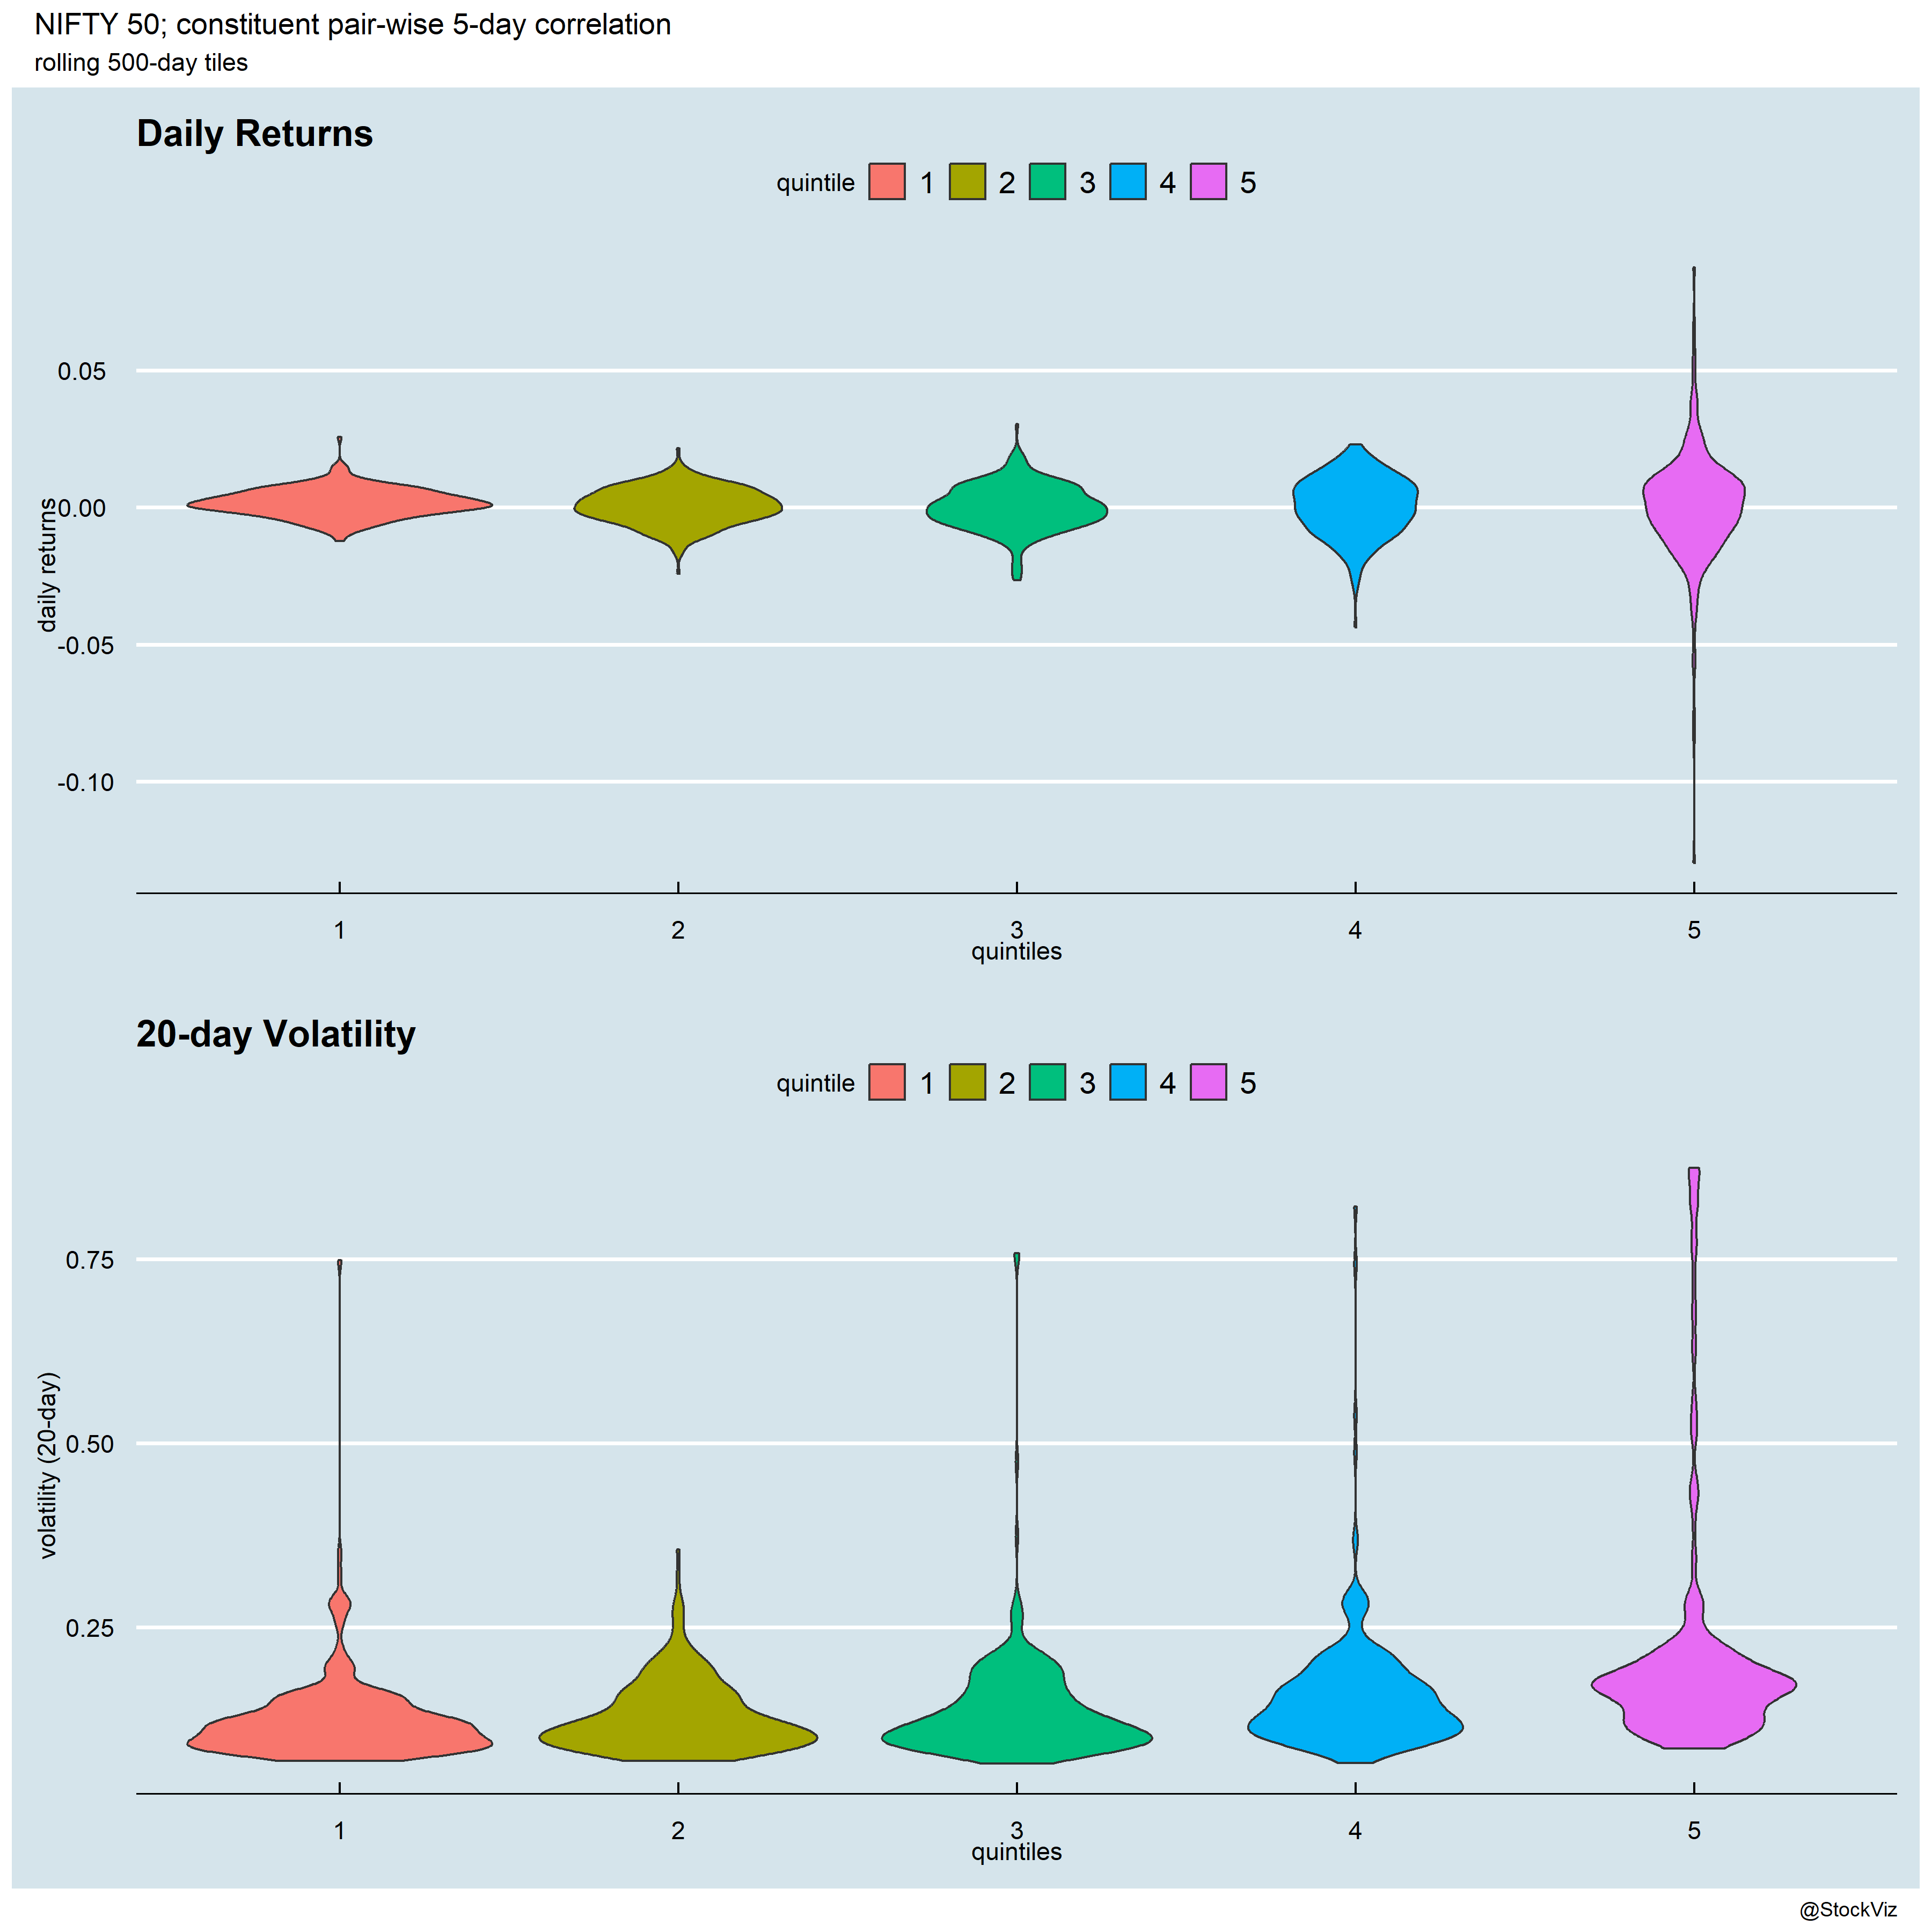 NIFTY 50; constituent pair-wise 5-day correlation
rolling 500-day tiles
Daily Returns
quintile 1 2 3 4 5
daily returns
0.05
0.00
-0.05
-0.10
1 2 3 4 5
quintiles
20-day Volatility
quintile 1 2 3 4 5
volatility (20-day)
0.75
0.50
0.25
1 2 3 4 5
quintiles
@StockViz